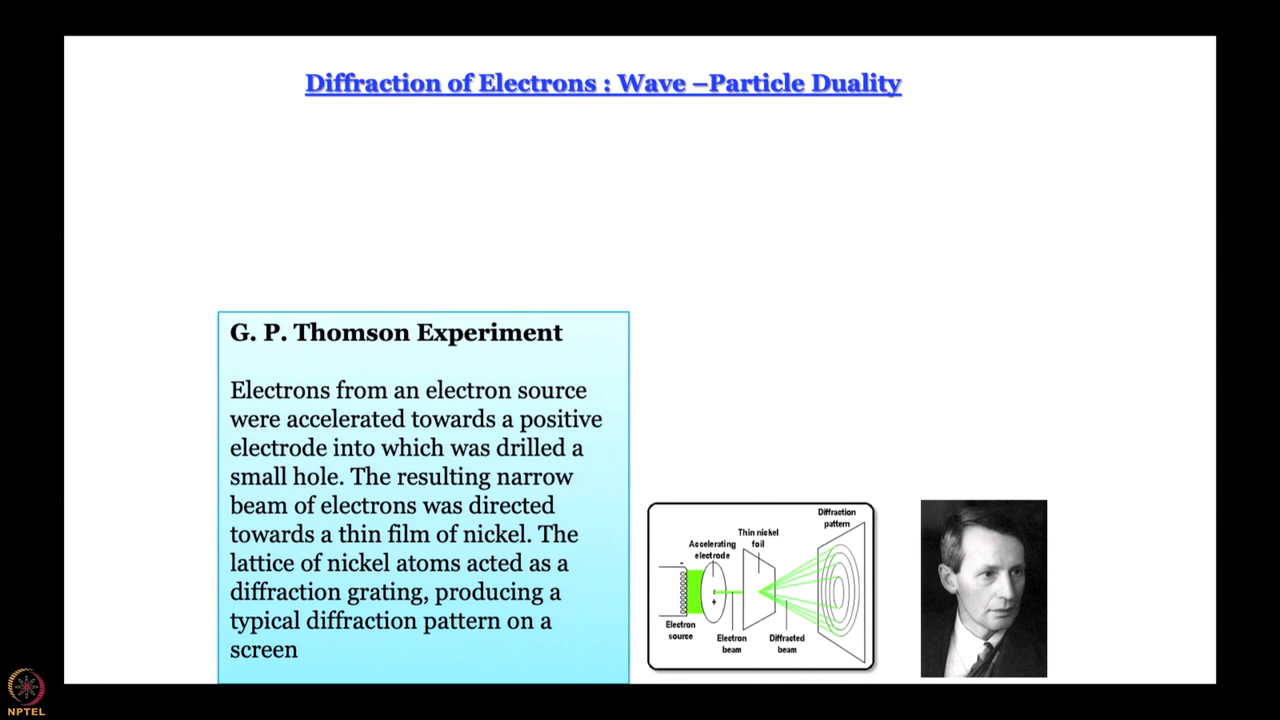 Diffraction of Electrons : Wave –Particle Duality
G. P. Thomson Experiment
Electrons from an electron source
were accelerated towards a positive
electrode into which was drilled a
small hole. The resulting narrow
beam of electrons was directed
towards a thin film of nickel. The
lattice of nickel atoms acted as a
diffraction grating, producing a
typical diffraction pattern on a
screen
Diffraction
pattern
Thin nickel
foil
Accelerating
electrode
-
+
Electron
source
Electron
beam
Diffracted
beam
NPTEL